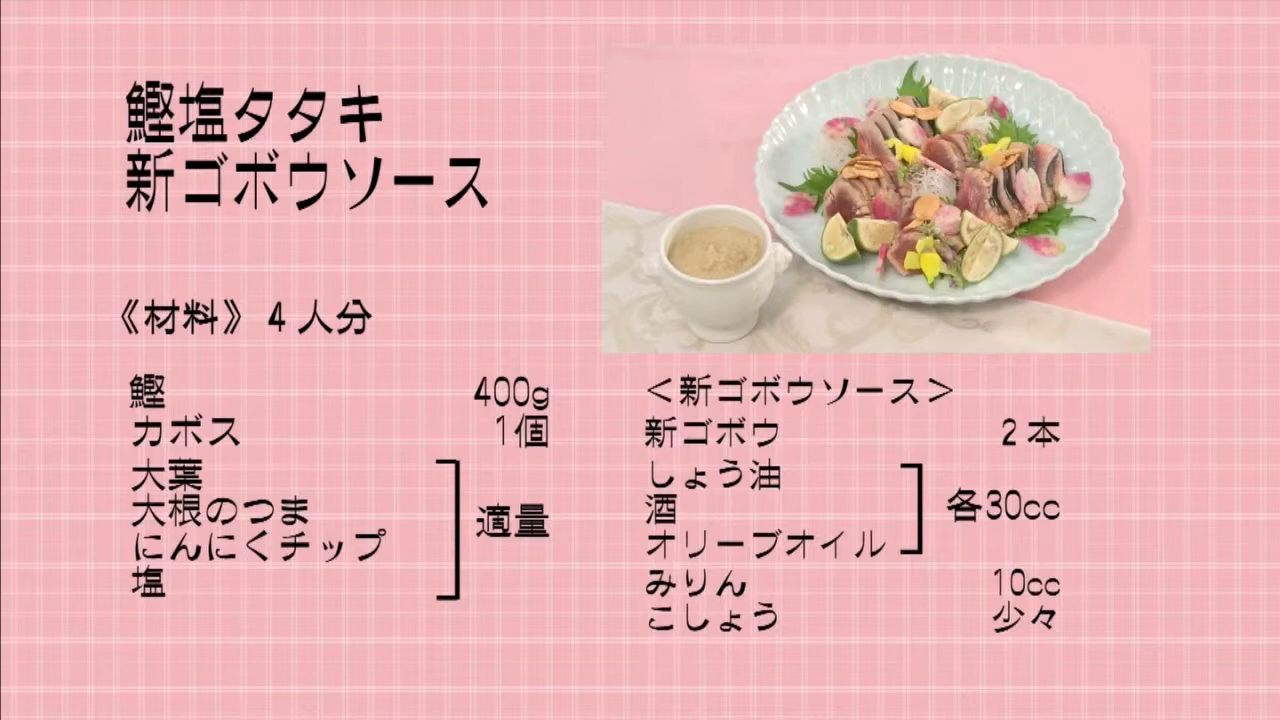 鰹塩タタキ
新ゴボウソース
《材料》4人分
鰹 400g
カボス 1個
大葉
大根のつま
にんにくチップ
塩
適量
＜新ゴボウソース＞
新ゴボウ 2本
しょう油
酒
オリーブオイル
各30cc
みりん 10cc
こしょう 少々